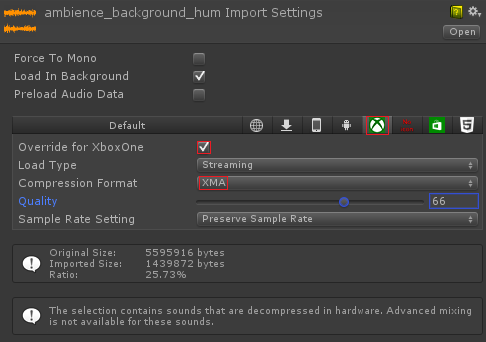 ambience_background_hum Import Settings
Open
Force To Mono
Load In Background
Preload Audio Data
Default
Override for XboxOne
Load Type
Streaming
Compression Format
XMA
Quality
66
Sample Rate Setting
Preserve Sample Rate
Original Size: 5595916 bytes
Imported Size: 1439872 bytes
Ratio: 25.73%
The selection contains sounds that are decompressed in hardware. Advanced mixing
is not available for these sounds.